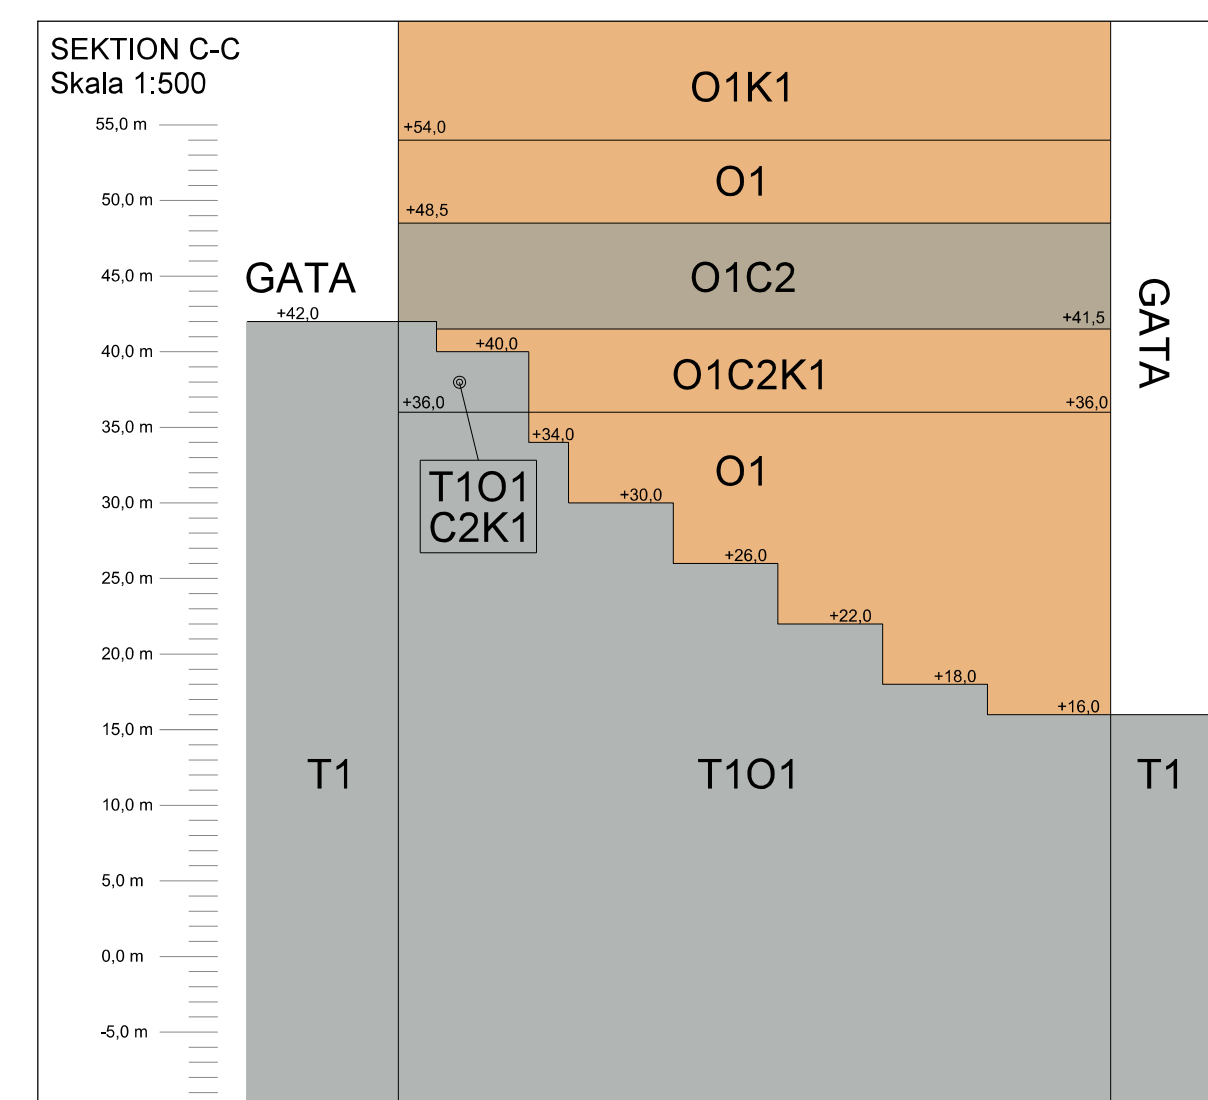 SEKTION C-C
Skala 1:500
O1K1
55,0 m
+54,0
O1
50,0 m
+48,5
45,0 m
GATA
O1C2
GATA
+42,0
+41,5
40,0 m
+40,0
O1C2K1
+36,0
+36,0
35,0 m
+34,0
O1
T1O1
C2K1
30,0 m
+30,0
+26,0
25,0 m
+22,0
20,0 m
+18,0
+16,0
15,0 m
T1
T1O1
T1
10,0 m
5,0 m
0,0 m
-5,0 m